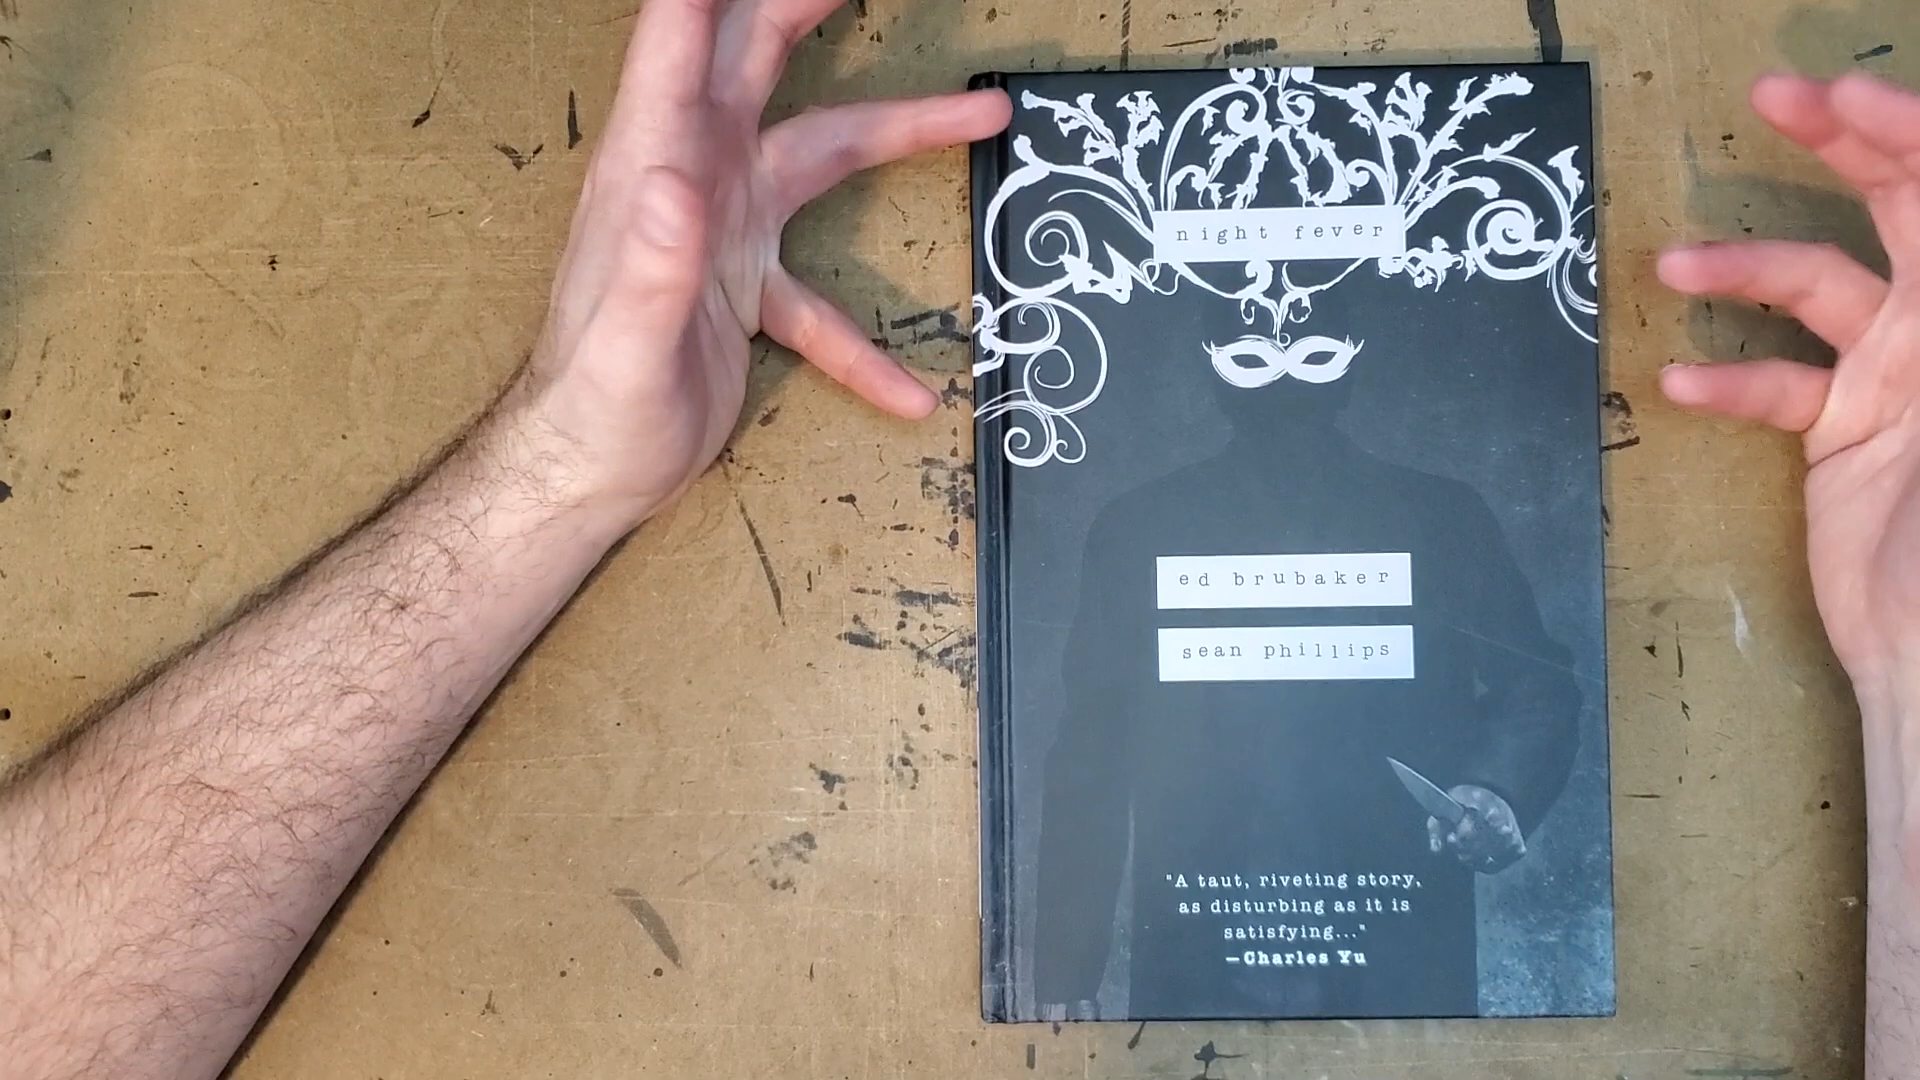 night fever
ed brubaker
sean phillips
"A taut, riveting story,
as disturbing as it is
satisfying..."
—Charles Yu